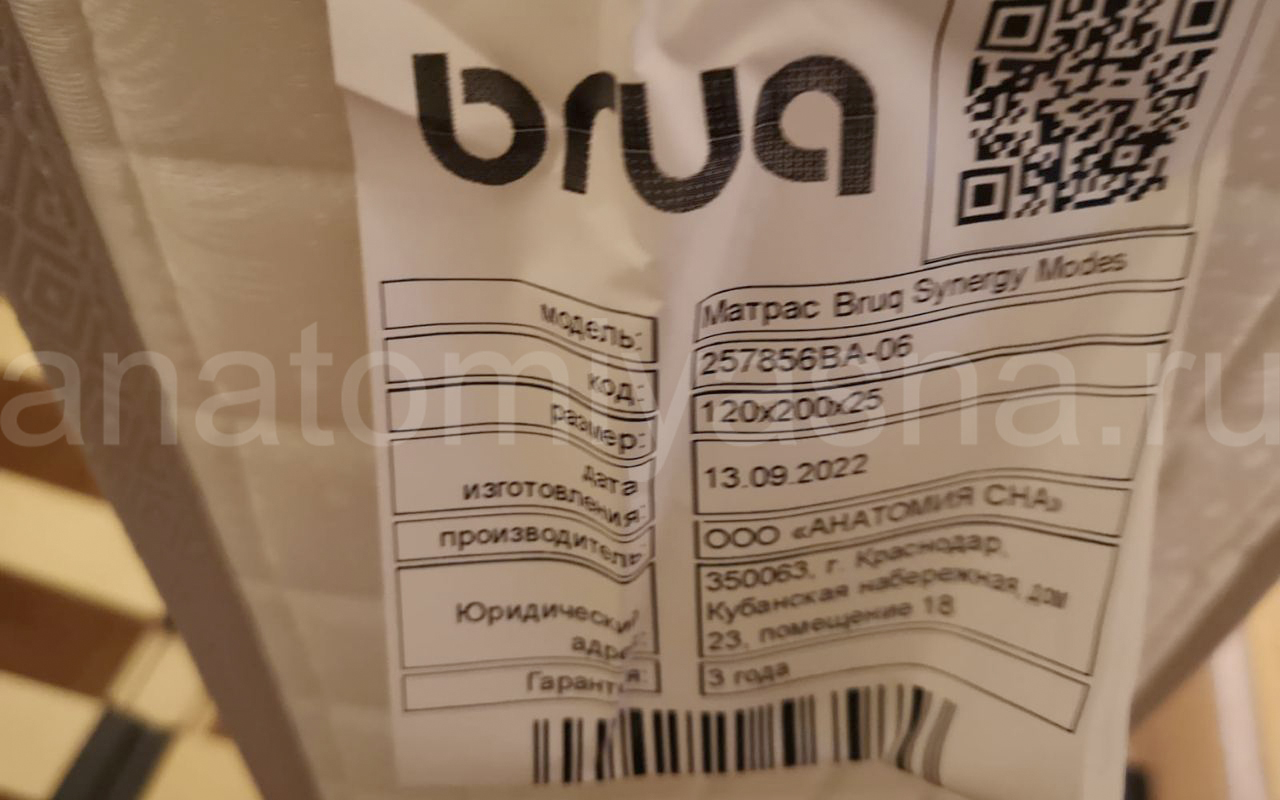 bruq
модель: Матрас Bruq Synergy Modes
код: 257856BA-06
размер: 120x200x25
дата
изготовления: 13.09.2022
производитель ООО «АНАТОМИЯ СНА»
Юридический 350063, г. Краснодар,
Кубанская набережная, дом
23, помещение 18
Гарантия: 3 года
anatomiyasna.ru